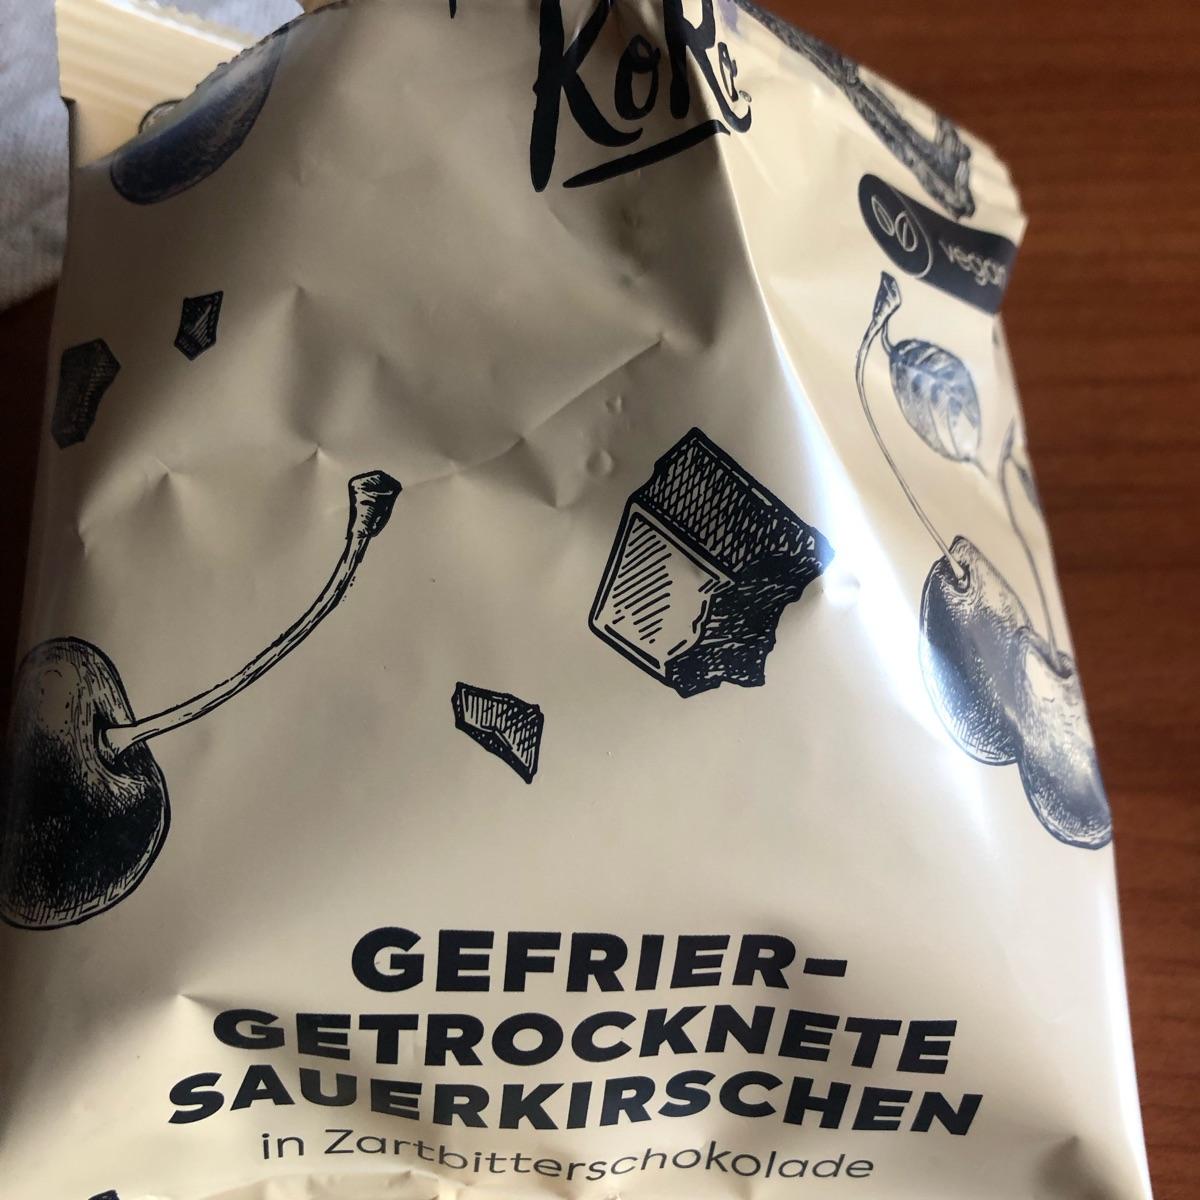 KoRo
vegan
GEFRIER-
GETROCKNETE
SAUERKIRSCHEN
in Zartbitterschokolade